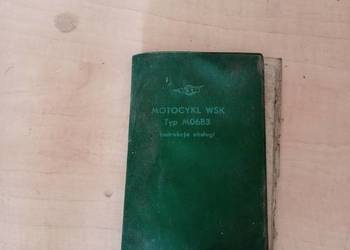 MOTOCYKL WSK
Typ M06B3
Instrukcja obsługi